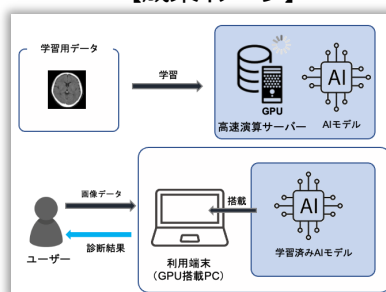 学習用データ
学習
GPU
高速演算サーバー
AI
AIモデル
画像データ
搭載
AI
診断結果
ユーザー
利用端末
(GPU搭載PC)
学習済みAIモデル